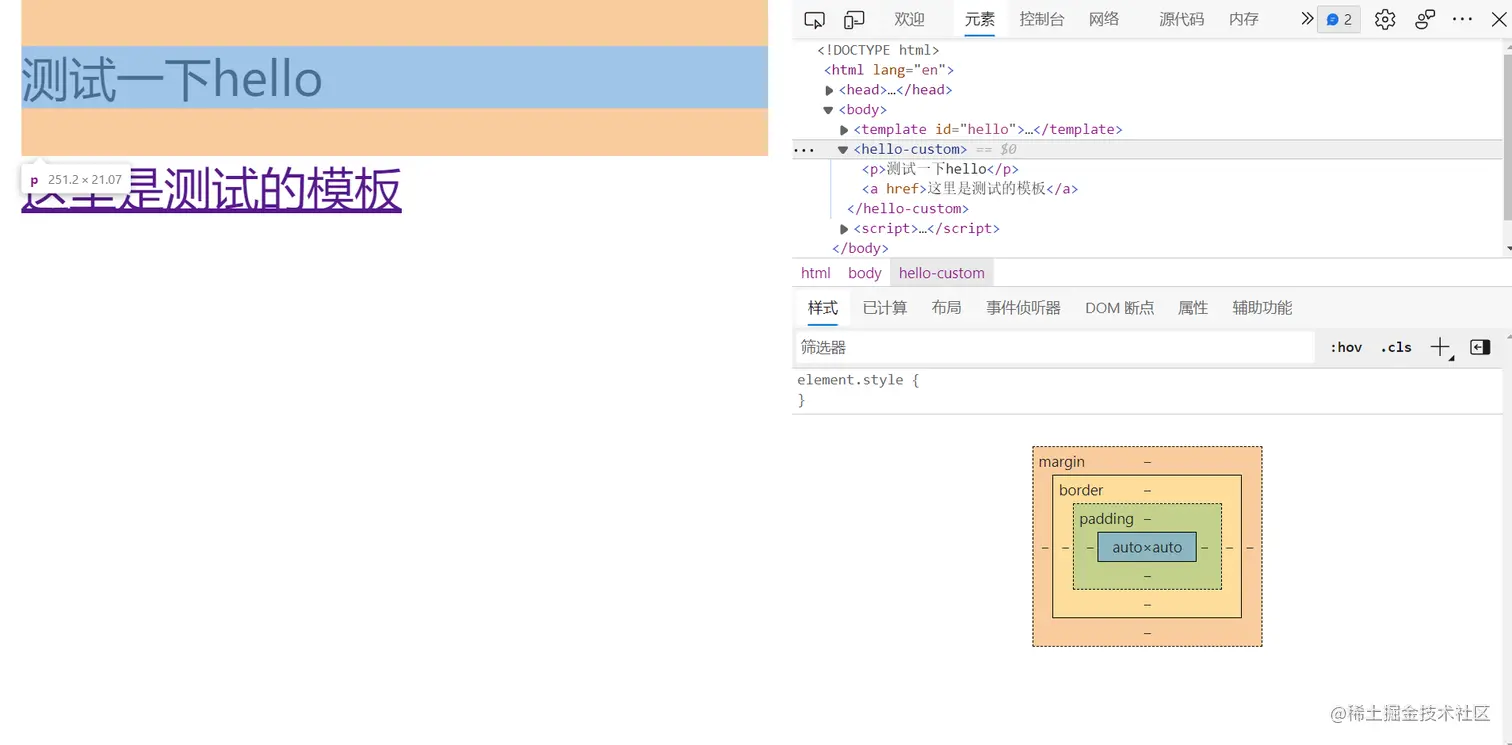 测试一下hello
p 251.2 × 21.07
这里是测试的模板
欢迎 元素 控制台 网络 源代码 内存 2
<!DOCTYPE html>
<html lang="en">
<head>…</head>
<body>
<template id="hello">…</template>
<hello-custom> == $0
<p>测试一下hello</p>
<a href>这里是测试的模板</a>
</hello-custom>
<script>…</script>
</body>
html body hello-custom
样式 已计算 布局 事件侦听器 DOM 断点 属性 辅助功能
筛选器 :hov .cls
element.style {
}
margin –
border –
padding –
– – – auto×auto – – –
–
–
–
@稀土掘金技术社区